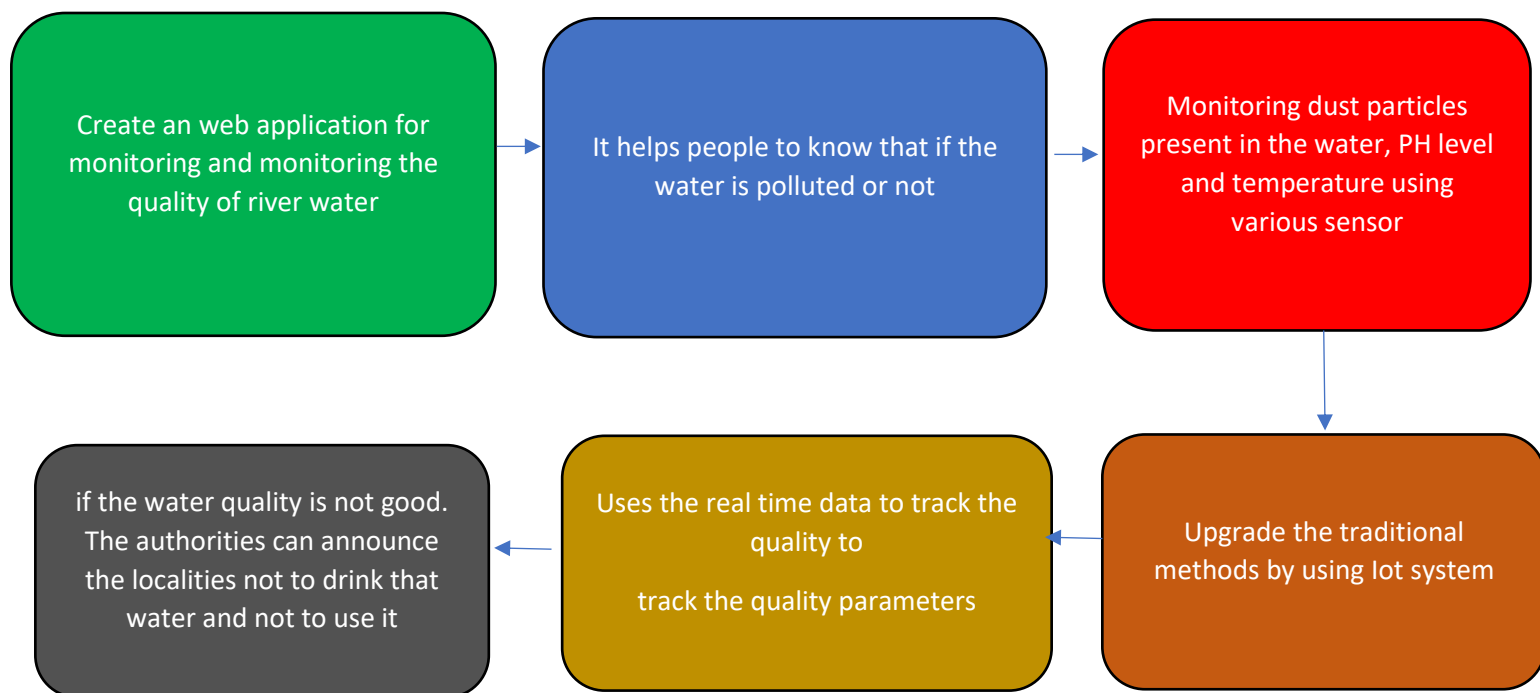 Create an web application for
monitoring and monitoring the
quality of river water
It helps people to know that if the
water is polluted or not
Monitoring dust particles
present in the water, PH level
and temperature using
various sensor
Upgrade the traditional
methods by using Iot system
Uses the real time data to track the
quality to
track the quality parameters
if the water quality is not good.
The authorities can announce
the localities not to drink that
water and not to use it